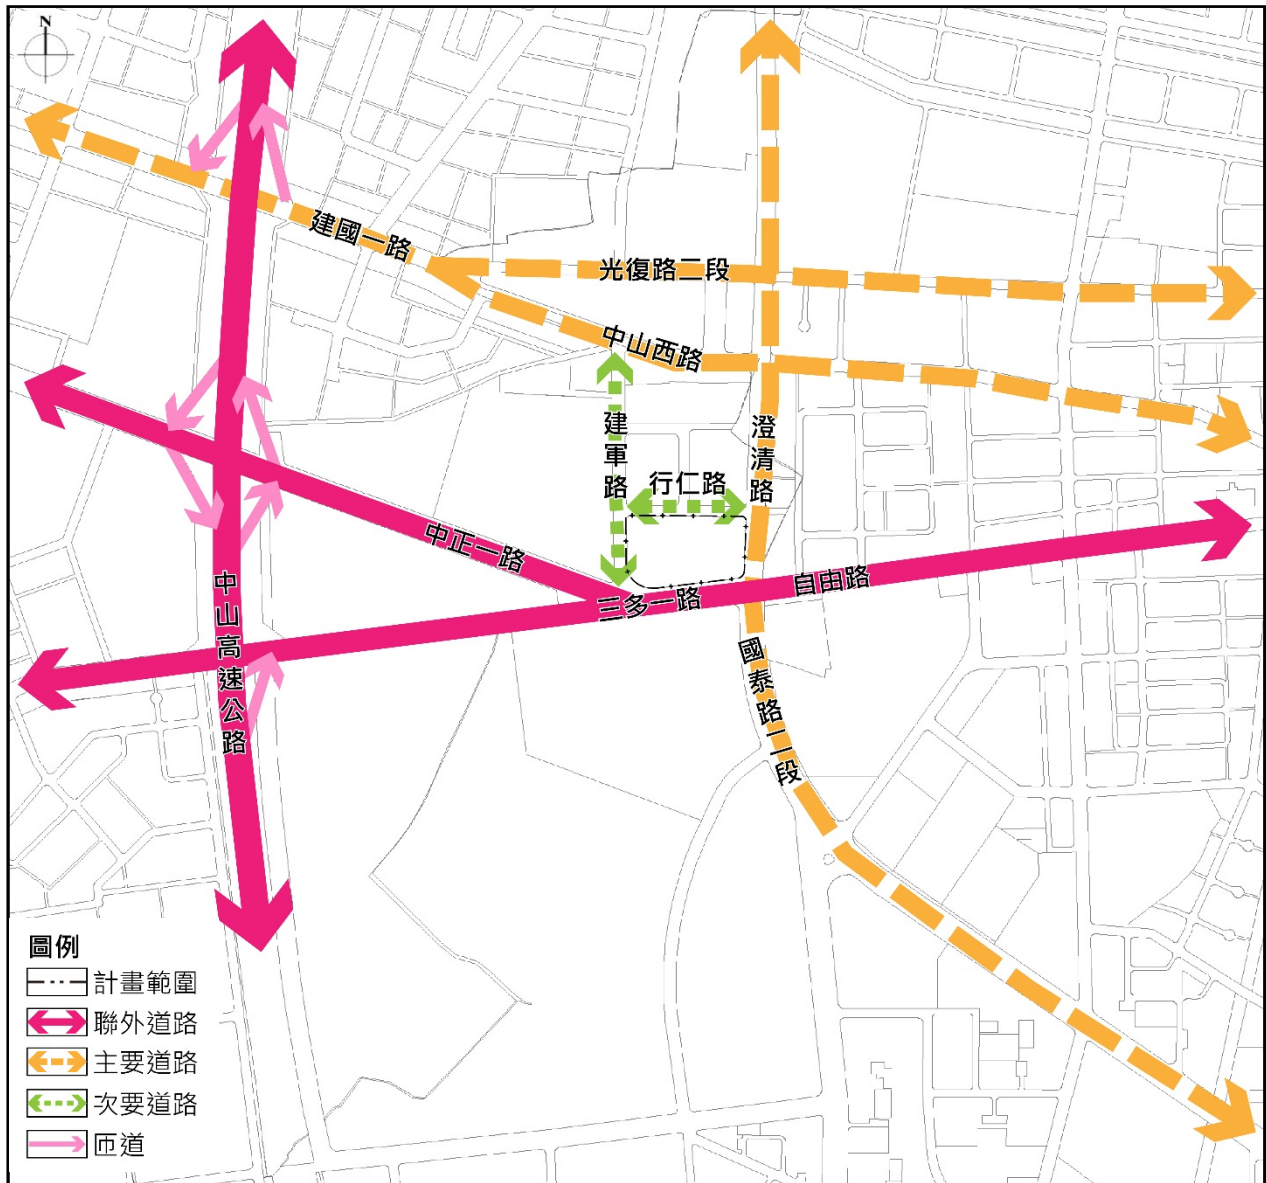 N
建國一路
光復路二段
中山西路
建軍路
澄清路
行仁路
中正一路
中山高速公路
三多一路
自由路
國泰路二段
圖例
計畫範圍
聯外道路
主要道路
次要道路
匝道